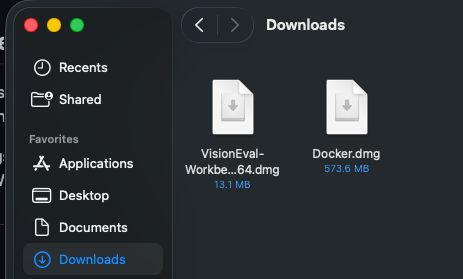 Downloads
Recents
Shared
Favorites
Applications
Desktop
Documents
Downloads
VisionEval-
Workbe...64.dmg
13.1 MB
Docker.dmg
573.6 MB